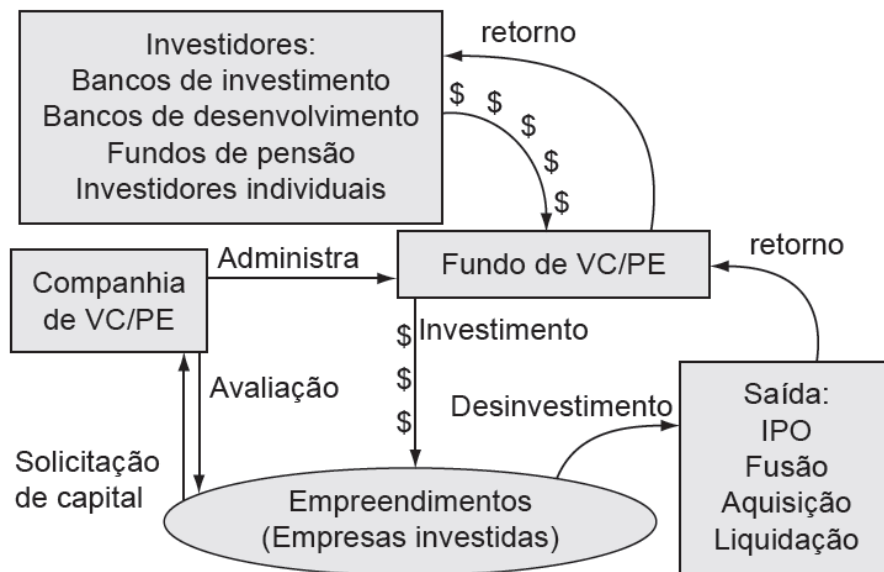 Investidores:
Bancos de investimento
Bancos de desenvolvimento
Fundos de pensão
Investidores individuais
retorno
$ $ $ $ $
Companhia
de VC/PE
Administra
Fundo de VC/PE
retorno
$ $ $
Investimento
Avaliação
Solicitação
de capital
Desinvestimento
Empreendimentos
(Empresas investidas)
Saída:
IPO
Fusão
Aquisição
Liquidação